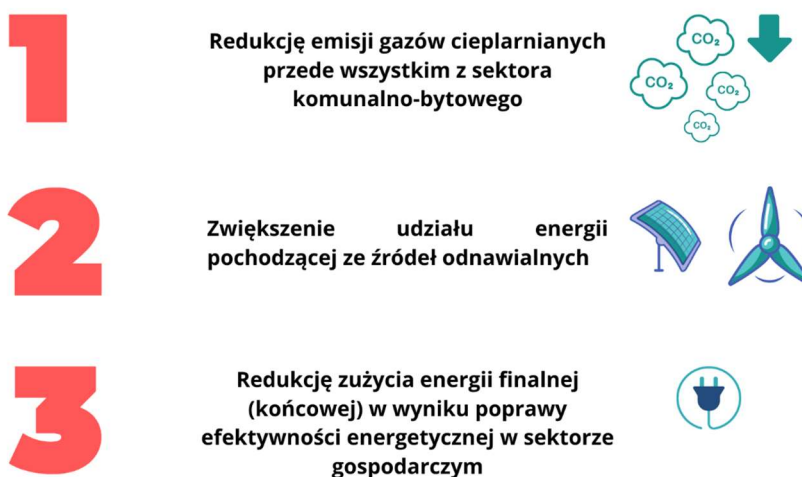 1
Redukcję emisji gazów cieplarnianych
przede wszystkim z sektora
komunalno-bytowego
CO₂
CO₂
CO₂
CO₂
2
Zwiększenie udziału energii
pochodzącej ze źródeł odnawialnych
3
Redukcję zużycia energii finalnej
(końcowej) w wyniku poprawy
efektywności energetycznej w sektorze
gospodarczym